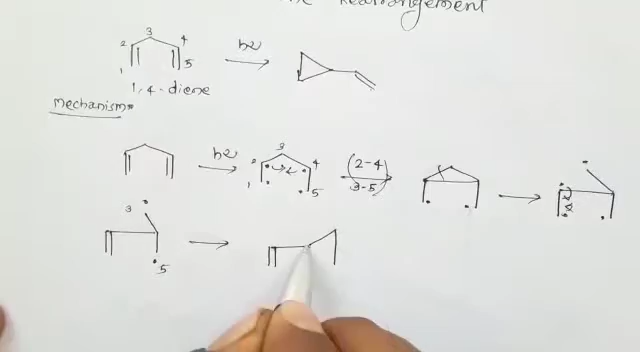 Rearrangement
2 3 4
1 5
hν
1,4-diene
Mechanism:
hν
2 3 4
1 5
(2-4)
3-5)
3
5